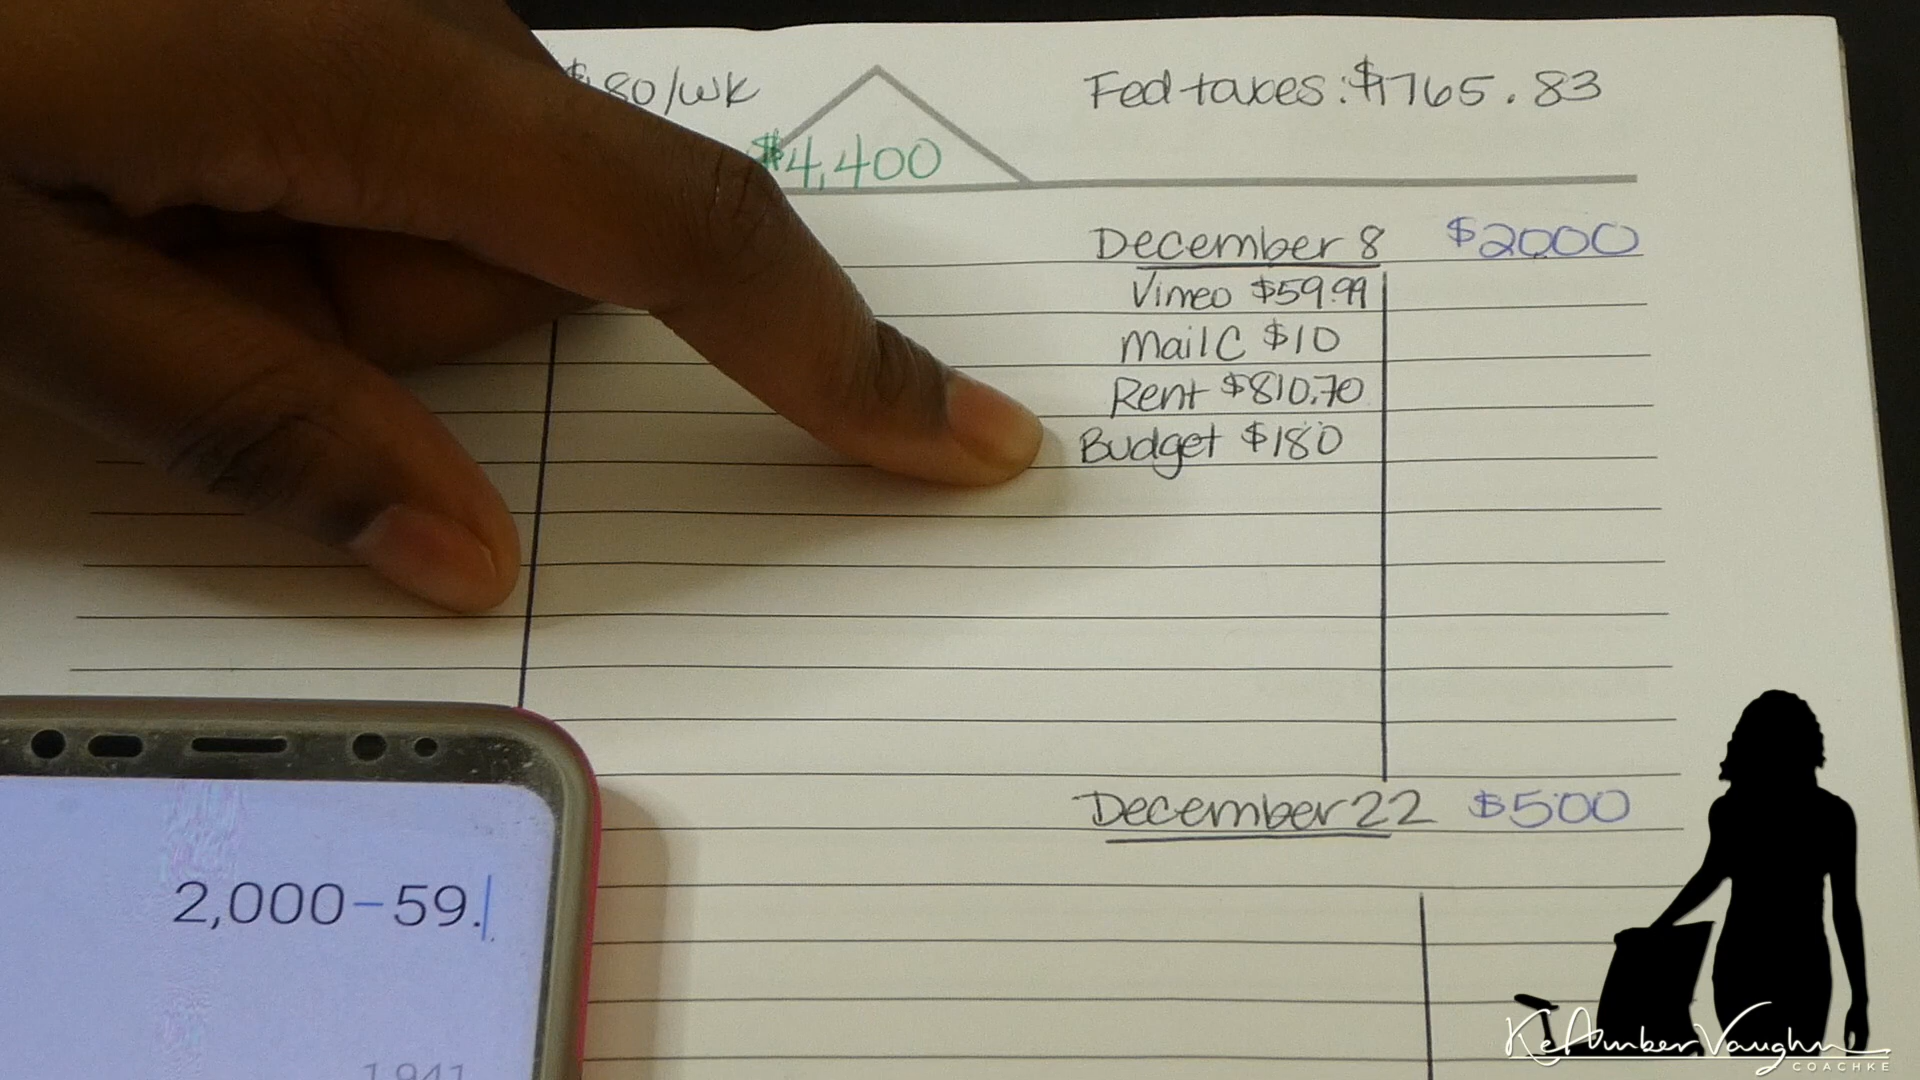 $180/wk
Fed taxes: $765.83
$4,400
December 8 $2000
Vimeo $59.99
MailC $10
Rent $810.70
Budget $180
December 22 $500
2,000−59.
1,941
KeAmber Vaughn
COACHKE